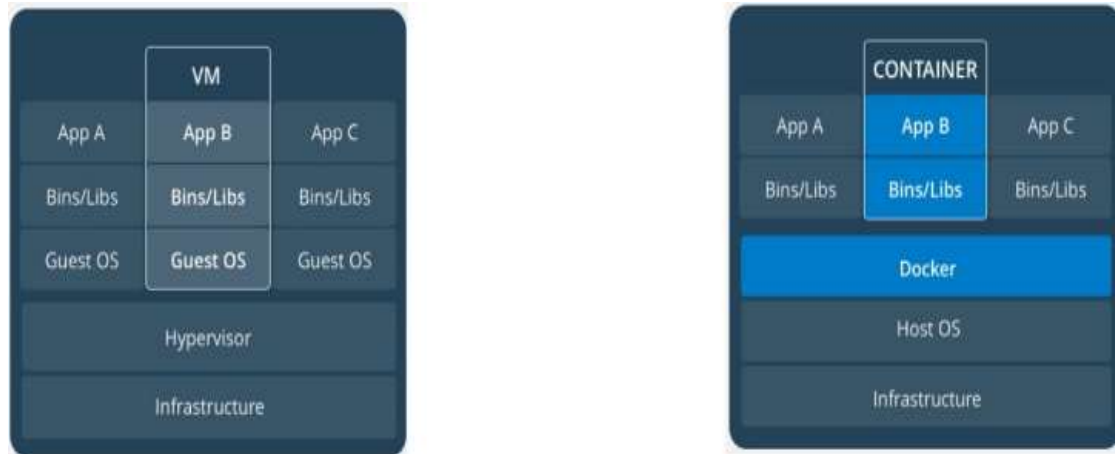 VM
App A App B App C
Bins/Libs Bins/Libs Bins/Libs
Guest OS Guest OS Guest OS
Hypervisor
Infrastructure
CONTAINER
App A App B App C
Bins/Libs Bins/Libs Bins/Libs
Docker
Host OS
Infrastructure